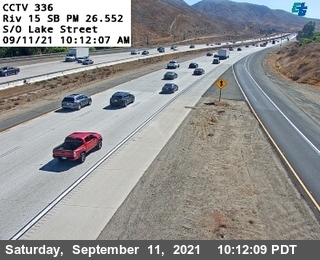 CCTV 336
Riv 15 SB PM 26.552
S/O Lake Street
09/11/2021 10:12:07 AM
Saturday, September 11, 2021 10:12:09 PDT